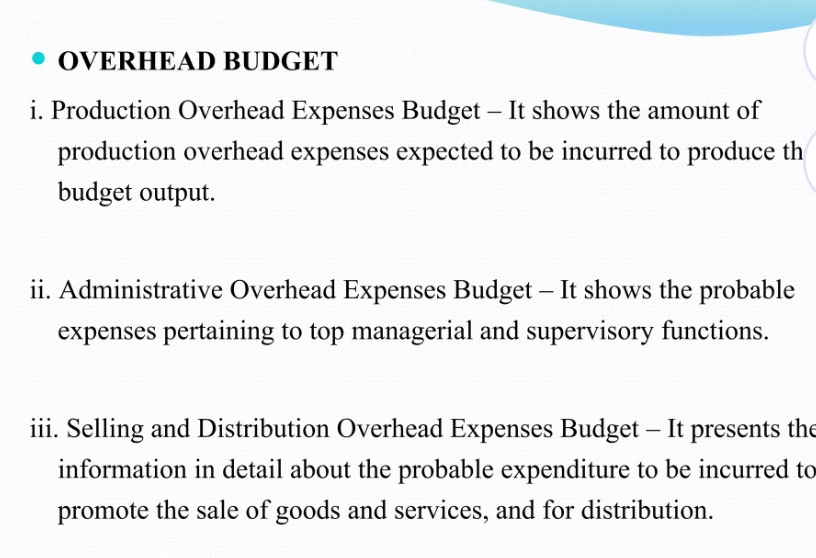 OVERHEAD BUDGET
i. Production Overhead Expenses Budget – It shows the amount of
production overhead expenses expected to be incurred to produce th
budget output.
ii. Administrative Overhead Expenses Budget – It shows the probable
expenses pertaining to top managerial and supervisory functions.
iii. Selling and Distribution Overhead Expenses Budget – It presents the
information in detail about the probable expenditure to be incurred to
promote the sale of goods and services, and for distribution.